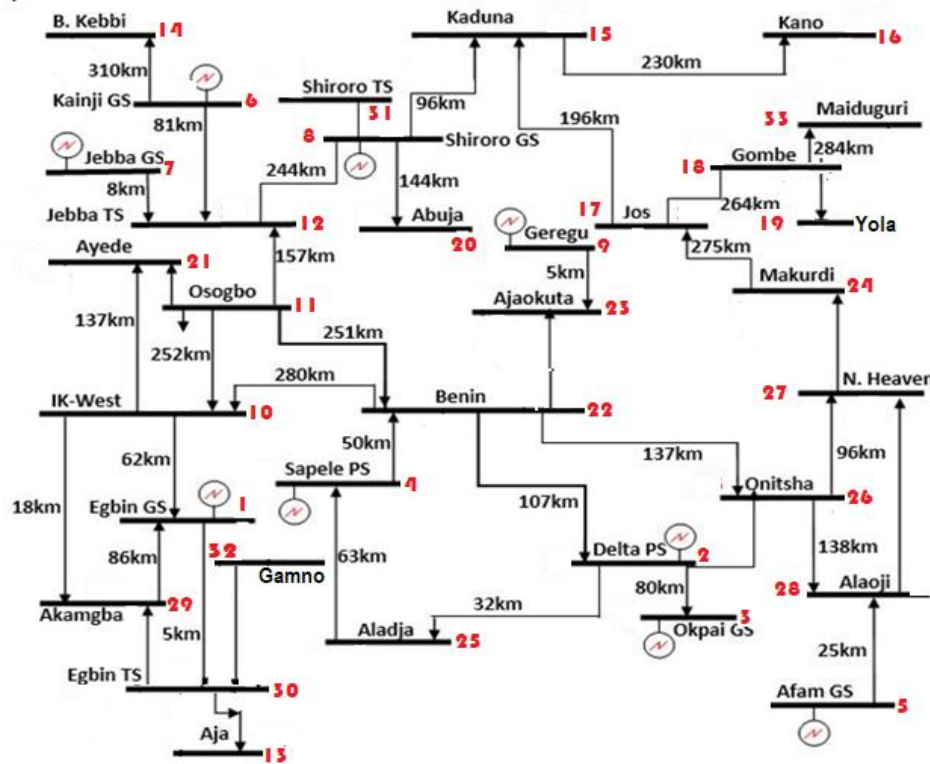 B. Kebbi 14
Kaduna 15
Kano 16
310km
230km
Kainji GS 6
Shiroro TS 31
96km
Maiduguri 33
81km
8 Shiroro GS
196km
284km
Jebba GS 7
18 Gombe
8km
244km
144km
264km
Jebba TS 12
Abuja 20
17 Jos
19 Yola
Geregu 9
Ayede 21
157km
5km
275km
Makurdi 24
Osogbo 11
Ajaokuta 23
137km
251km
252km
280km
N. Heaven 27
IK-West 10
Benin 22
50km
62km
137km
96km
Sapele PS 4
Onitsha 26
18km
107km
Egbin GS 1
138km
32
Gamno
Delta PS 2
86km
63km
80km
28 Alaoji
Akamgba 29
32km
5km
Okpai GS 3
Aladja 25
25km
Egbin TS 30
Afam GS 5
Aja 13
N
N
N
N
N
N
N
N
N